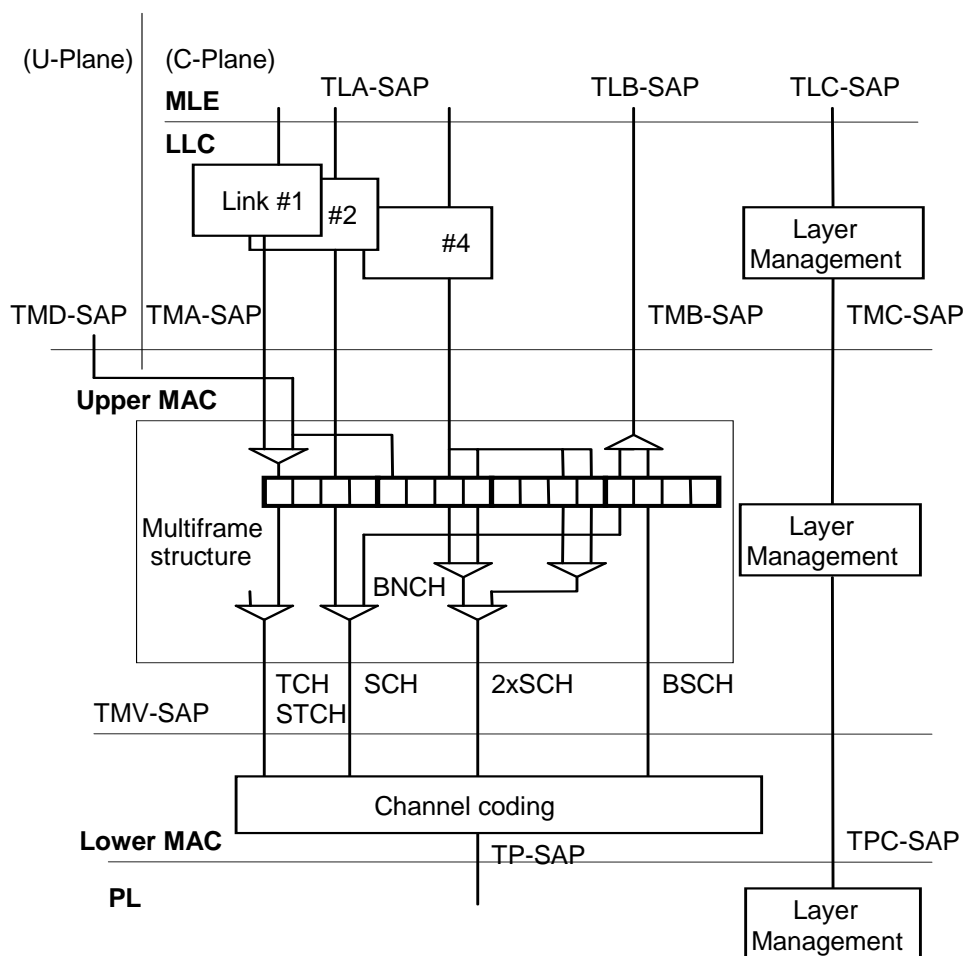 (U-Plane) (C-Plane)
TLA-SAP TLB-SAP TLC-SAP
MLE
LLC
Link #1
#2
#4
Layer
Management
TMD-SAP TMA-SAP TMB-SAP TMC-SAP
Upper MAC
Multiframe
structure
Layer
Management
BNCH
TCH SCH 2xSCH BSCH
STCH
TMV-SAP
Channel coding
Lower MAC TP-SAP TPC-SAP
PL
Layer
Management